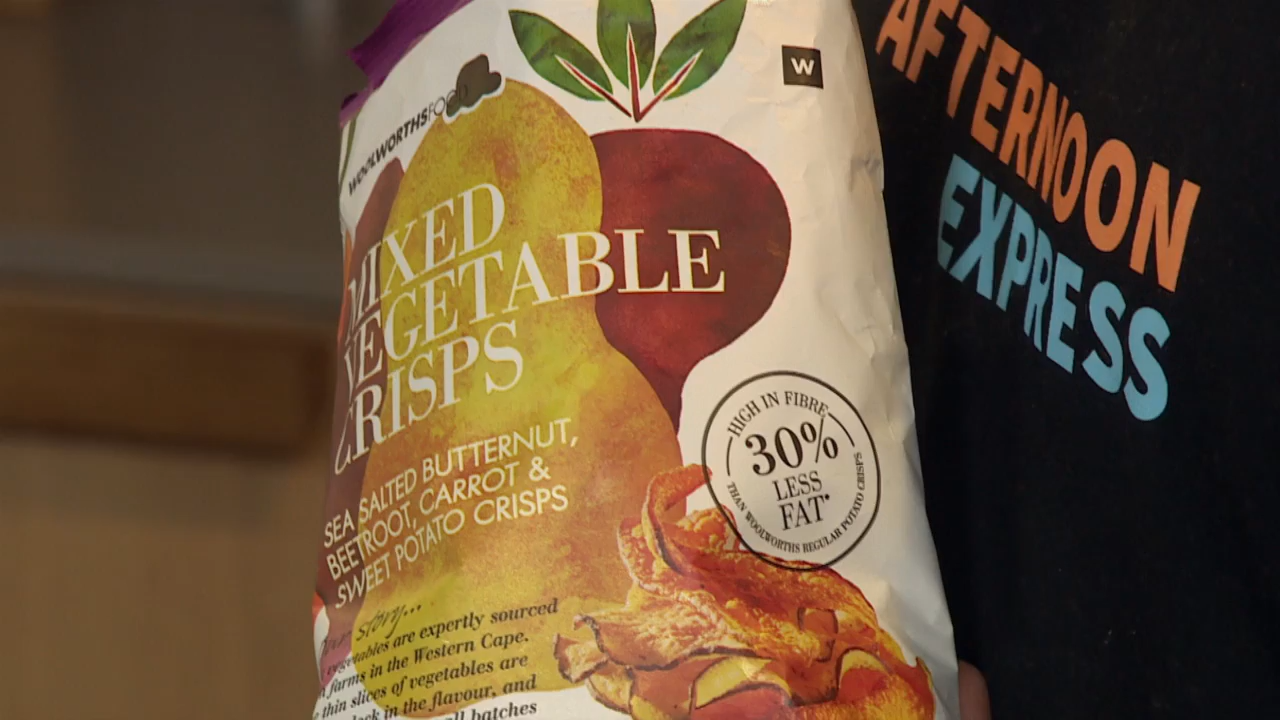 WOOLWORTHSFOOD
W
MIXED
VEGETABLE
CRISPS
SEA SALTED BUTTERNUT,
BEETROOT, CARROT &
SWEET POTATO CRISPS
HIGH IN FIBRE
30%
LESS
FAT*
THAN WOOLWORTHS REGULAR POTATO CRISPS
story...
vegetables are expertly sourced
farms in the Western Cape.
thin slices of vegetables are
in the flavour, and
batches
AFTERNOON
EXPRESS